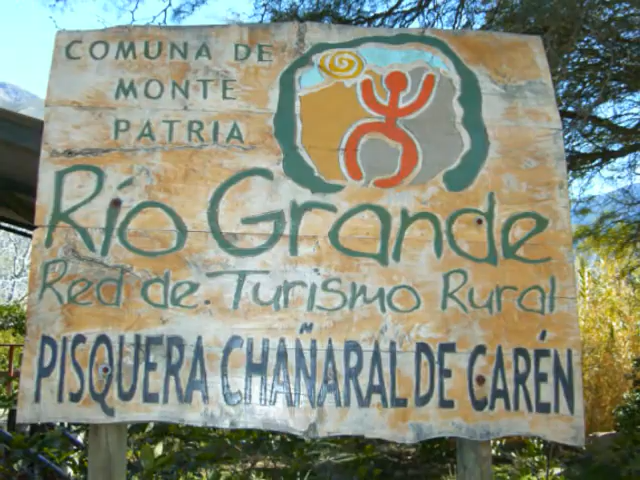 COMUNA DE
MONTE
PATRIA
Río Grande
Red de Turismo Rural
PISQUERA CHAÑARAL DE CARÉN